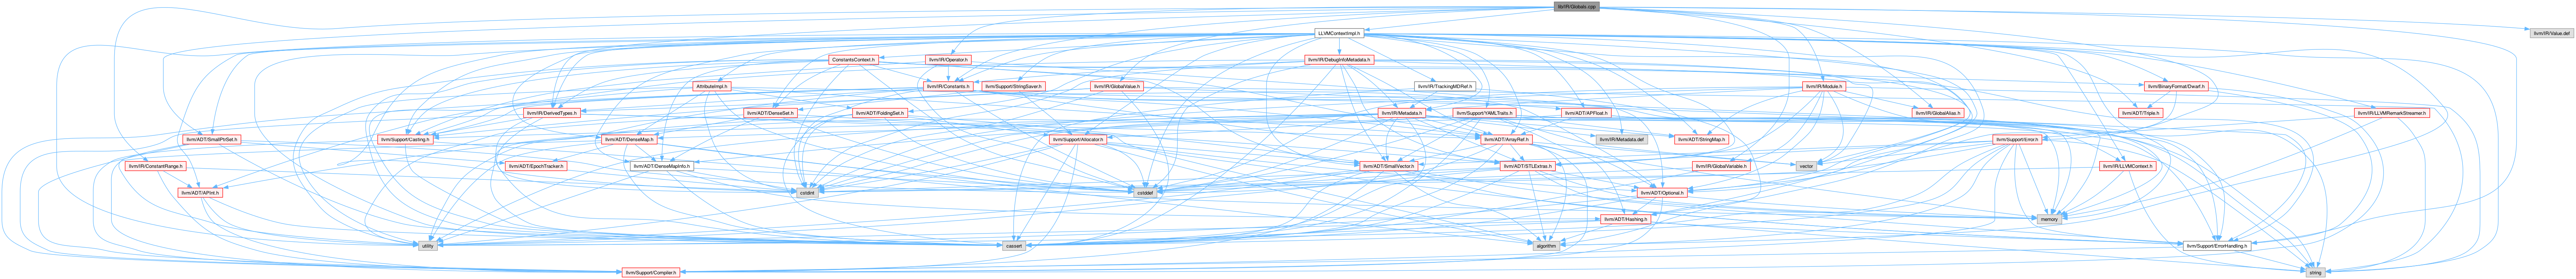 lib/IR/Globals.cpp
LLVMContextImpl.h
llvm/IR/Value.def
ConstantsContext.h
llvm/IR/Operator.h
llvm/IR/DebugInfoMetadata.h
AttributeImpl.h
llvm/IR/Constants.h
llvm/Support/StringSaver.h
llvm/IR/GlobalValue.h
llvm/IR/TrackingMDRef.h
llvm/IR/Module.h
llvm/BinaryFormat/Dwarf.h
llvm/IR/DerivedTypes.h
llvm/ADT/DenseSet.h
llvm/ADT/FoldingSet.h
llvm/IR/Metadata.h
llvm/Support/YAMLTraits.h
llvm/ADT/APFloat.h
llvm/IR/GlobalAlias.h
llvm/ADT/Triple.h
llvm/IR/LLVMRemarkStreamer.h
llvm/ADT/SmallPtrSet.h
llvm/Support/Casting.h
llvm/ADT/DenseMap.h
llvm/Support/Allocator.h
llvm/ADT/ArrayRef.h
llvm/IR/Metadata.def
llvm/ADT/StringMap.h
llvm/Support/Error.h
llvm/IR/ConstantRange.h
llvm/ADT/EpochTracker.h
llvm/ADT/DenseMapInfo.h
llvm/ADT/SmallVector.h
llvm/ADT/STLExtras.h
llvm/IR/GlobalVariable.h
vector
llvm/IR/LLVMContext.h
llvm/ADT/APInt.h
cstdint
cstddef
llvm/ADT/Optional.h
llvm/ADT/Hashing.h
memory
utility
cassert
algorithm
llvm/Support/ErrorHandling.h
llvm/Support/Compiler.h
string